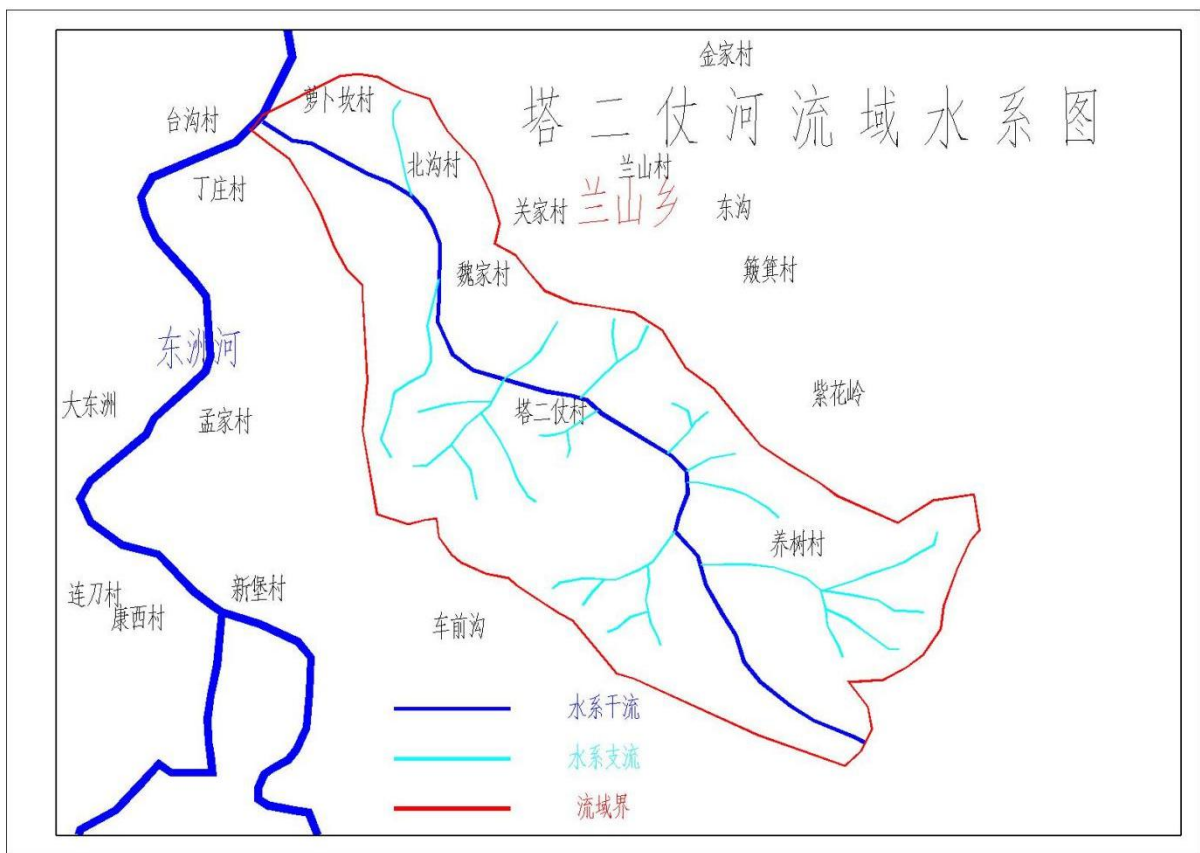 金家村
塔二仗河流域水系图
萝卜坎村
台沟村
北沟村
兰山村
丁庄村
关家村
兰山乡
东沟
魏家村
簸箕村
东洲河
大东洲
孟家村
塔二仗村
紫花岭
养树村
连刀村
康西村
新堡村
车前沟
水系干流
水系支流
流域界